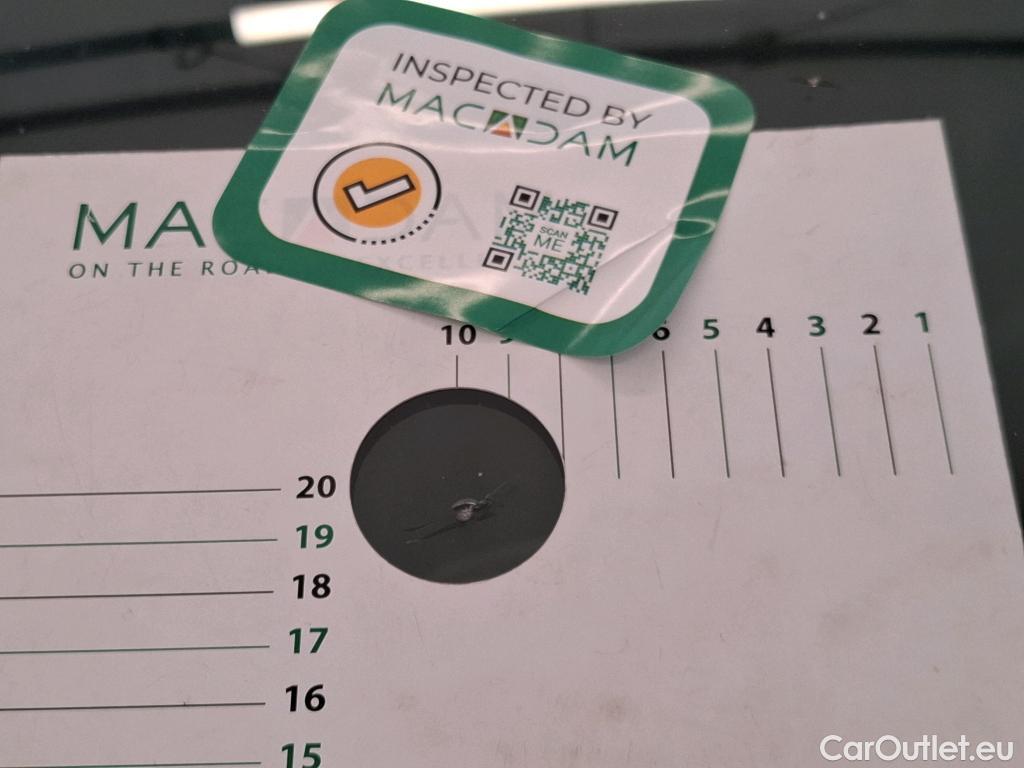 INSPECTED BY
MACADAM
SCAN
ME
MA
ON THE ROA
EXCELLE
10 6 5 4 3 2 1
20
19
18
17
16
15
CarOutlet.eu